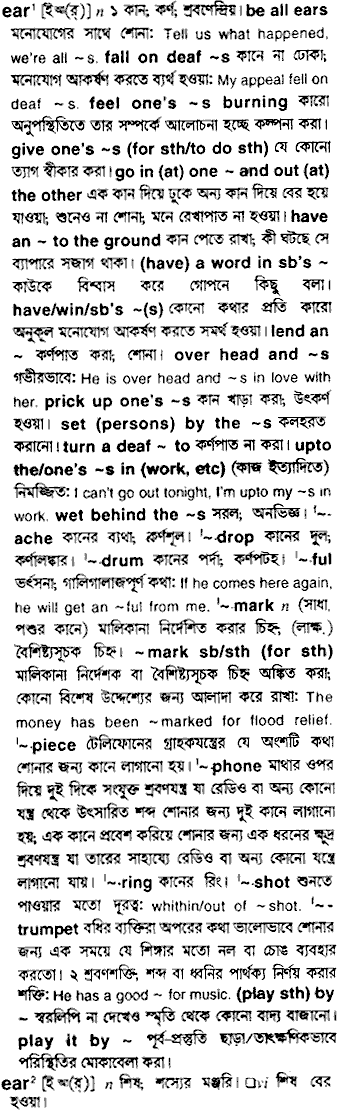 ear¹ [ইঅ্য(র্)] n ১ কান; কর্ণ; শ্রবণেন্দ্রিয়। be all ears
মনোযোগের সাথে শোনা: Tell us what happened,
we're all ~s. fall on deaf ~s কানে না ঢোকা;
মনোযোগ আকর্ষণ করতে ব্যর্থ হওয়া: My appeal fell on
deaf ~s. feel one's ~s burning কারো
অনুপস্থিতিতে তার সম্পর্কে আলোচনা হচ্ছে কল্পনা করা।
give one's ~s (for sth/to do sth) যে কোনো
ত্যাগ স্বীকার করা। go in (at) one ~ and out (at)
the other এক কান দিয়ে ঢুকে অন্য কান দিয়ে বের হয়ে
যাওয়া; শুনেও না শোনা; মনে রেখাপাত না হওয়া। have
an ~ to the ground কান পেতে রাখা; কী ঘটছে সে
ব্যাপারে সজাগ থাকা। (have) a word in sb's ~
কাউকে বিশ্বাস করে গোপনে কিছু বলা।
have/win/sb's ~(s) কোনো কথার প্রতি কারো
অনুকূল মনোযোগ আকর্ষণ করতে সমর্থ হওয়া। lend an
~ কর্ণপাত করা; শোনা। over head and ~s
গভীরভাবে: He is over head and ~s in love with
her. prick up one's ~s কান খাড়া করা; উৎকর্ণ
হওয়া। set (persons) by the ~s কলহরত
করানো। turn a deaf ~ to কর্ণপাত না করা। upto
the/one's ~s in (work, etc) (কাজ ইত্যাদিতে)
নিমজ্জিত: I can't go out tonight, I'm upto my ~s in
work. wet behind the ~s সরল; অনভিজ্ঞ। ¹~.
ache কানের ব্যথা; কর্ণশূল। ¹~.drop কানের দুল;
কর্ণালঙ্কার। ¹~.drum কানের পর্দা; কর্ণপটহ। ¹~.ful
ভর্ৎসনা; গালিগালাজপূর্ণ কথা: If he comes here again,
he will get an ~ful from me. ¹~.mark n (সাধা.
পশুর কানে) মালিকানা নির্দেশিত করার চিহ্ন; (লাক্ষ.)
বৈশিষ্ট্যসূচক চিহ্ন। ~mark sb/sth (for sth)
মালিকানা নির্দেশক বা বৈশিষ্ট্যসূচক চিহ্ন অঙ্কিত করা;
কোনো বিশেষ উদ্দেশ্যের জন্য আলাদা করে রাখা: The
money has been ~marked for flood relief.
¹~.piece টেলিফোনের গ্রাহকযন্ত্রের যে অংশটি কথা
শোনার জন্য কানে লাগানো হয়। ¹~.phone মাথার ওপর
দিয়ে দুই দিকে সংযুক্ত শ্রবণযন্ত্র যা রেডিও বা অন্য কোনো
যন্ত্র থেকে উৎসারিত শব্দ শোনার জন্য দুই কানে লাগানো
হয়; এক কানে প্রবেশ করিয়ে শোনার জন্য এক ধরনের ক্ষুদ্র
শ্রবণযন্ত্র যা তারের সাহায্যে রেডিও বা অন্য কোনো যন্ত্রে
লাগানো যায়। ¹~.ring কানের রিং। ¹~.shot শুনতে
পাওয়ার মতো দূরত্ব: whithin/out of ~shot. ¹~-
trumpet বধির ব্যক্তিরা অপরের কথা ভালোভাবে শোনার
জন্য এক সময়ে যে শিঙ্গার মতো নল বা চোঙ ব্যবহার
করতো। ২ শ্রবণশক্তি; শব্দ বা ধ্বনির পার্থক্য নির্ণয় করার
শক্তি: He has a good ~ for music. (play sth) by
~ স্বরলিপি না দেখেও স্মৃতি থেকে কোনো বাদ্য বাজানো।
play it by ~ পূর্ব-প্রস্তুতি ছাড়া/তাৎক্ষণিকভাবে
পরিস্থিতির মোকাবেলা করা।
ear² [ইঅ্য(র্)] n শিষ; শস্যের মঞ্জরি। □vi শিষ বের
হওয়া।